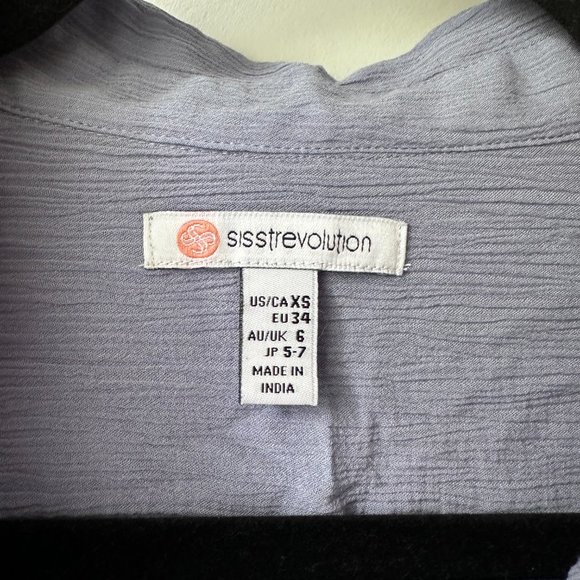 sisstrevolution
US/CA XS
EU 34
AU/UK 6
JP 5-7
MADE IN
INDIA